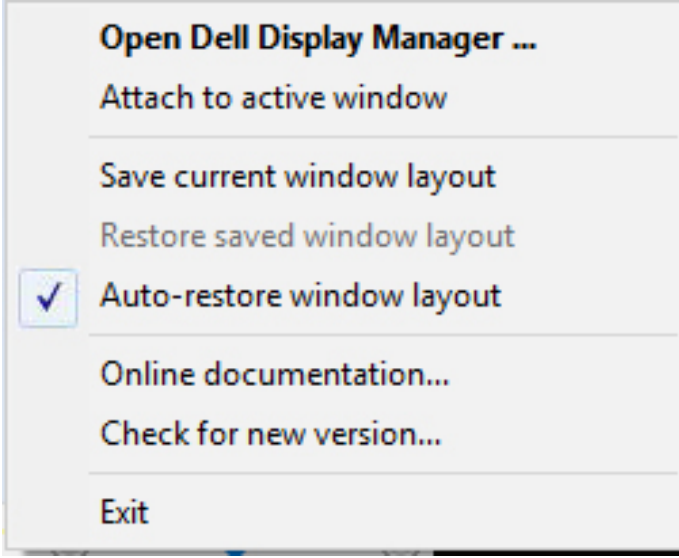 Open Dell Display Manager ...
Attach to active window
Save current window layout
Restore saved window layout
Auto-restore window layout
Online documentation...
Check for new version...
Exit